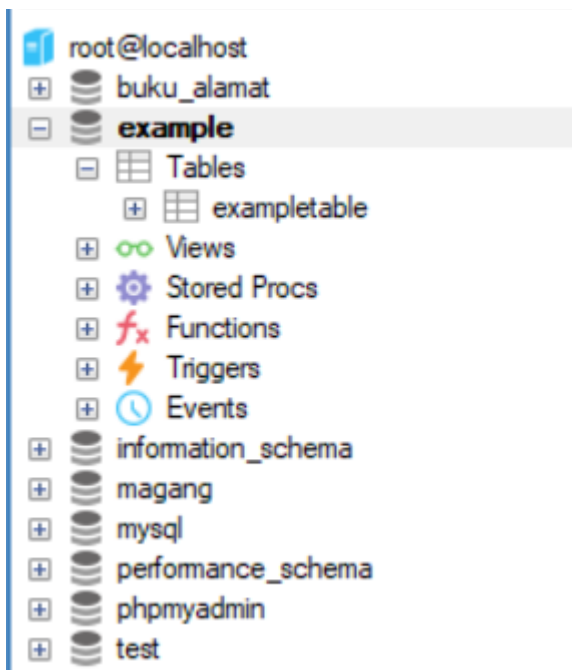 root@localhost
buku_alamat
example
Tables
exampletable
Views
Stored Procs
Functions
Triggers
Events
information_schema
magang
mysql
performance_schema
phpmyadmin
test